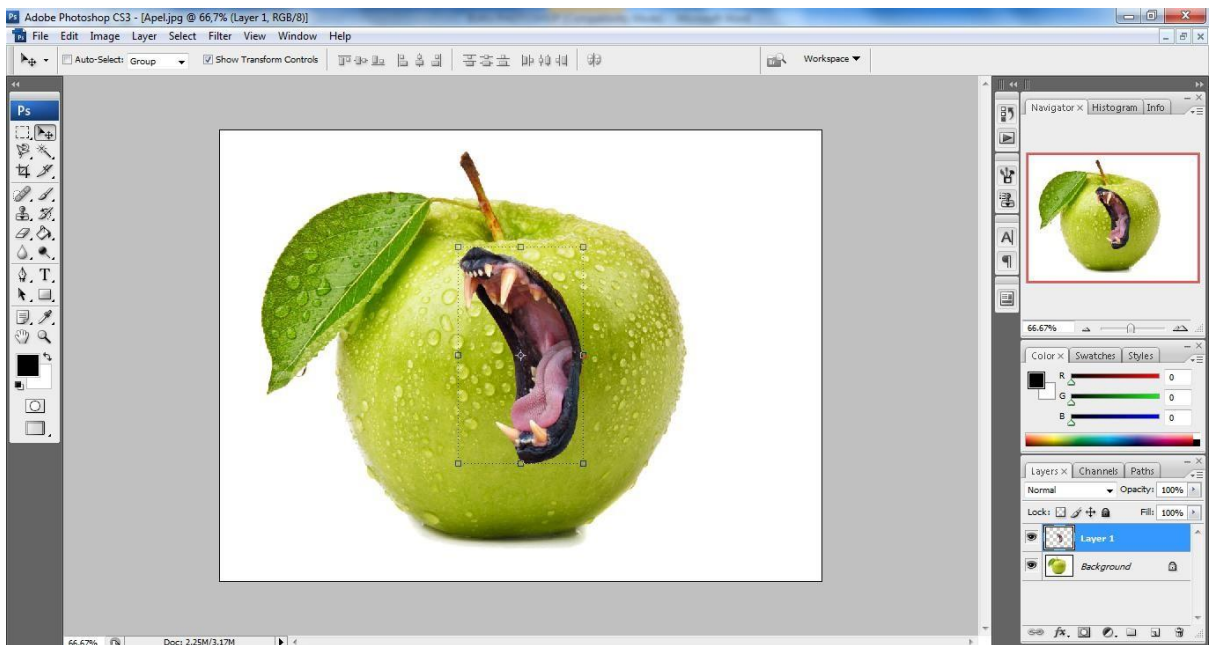 Ps Adobe Photoshop CS3 - [Apel.jpg @ 66,7% (Layer 1, RGB/8)]
Ps File Edit Image Layer Select Filter View Window Help
Auto-Select: Group Show Transform Controls Workspace
Ps
T
Navigator × Histogram Info
A
66.67%
Color × Swatches Styles
R 0
G 0
B 0
Layers × Channels Paths
Normal Opacity: 100%
Lock: Fill: 100%
Layer 1
Background
fx.
66.67% Doc: 2.25M/3.17M